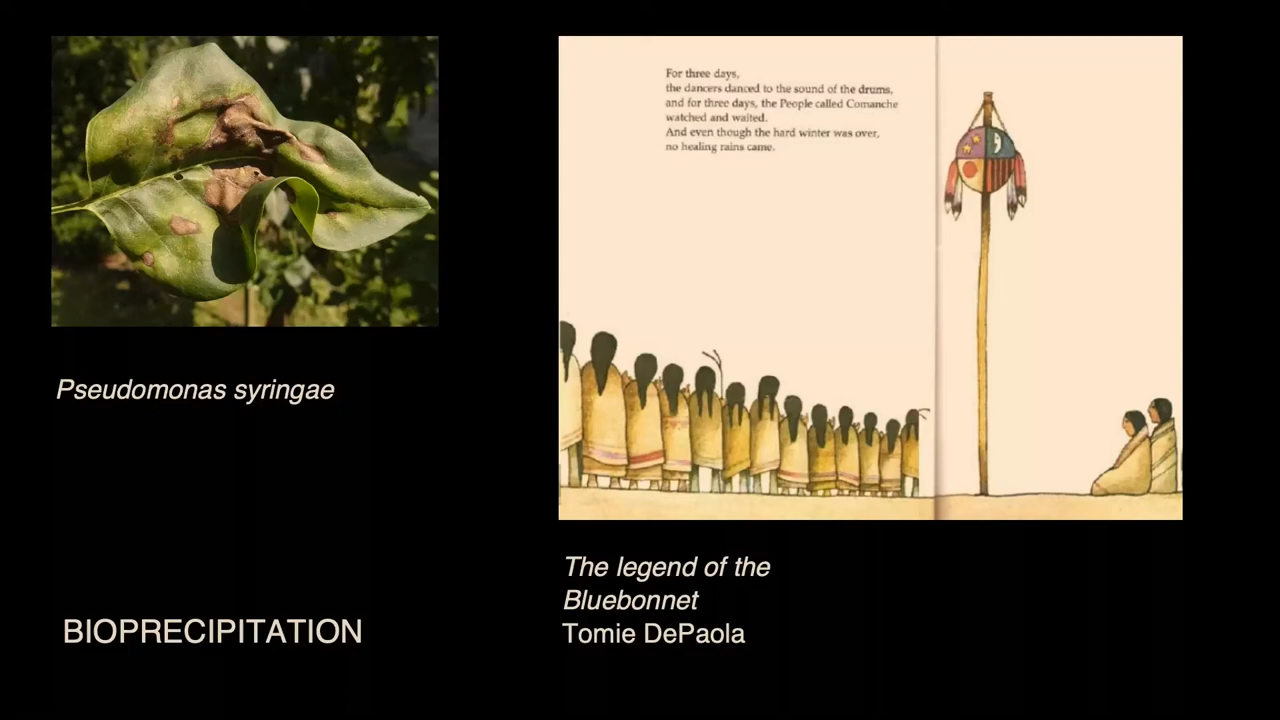 Pseudomonas syringae
BIOPRECIPITATION
For three days,
the dancers danced to the sound of the drums,
and for three days, the People called Comanche
watched and waited.
And even though the hard winter was over,
no healing rains came.
The legend of the
Bluebonnet
Tomie DePaola